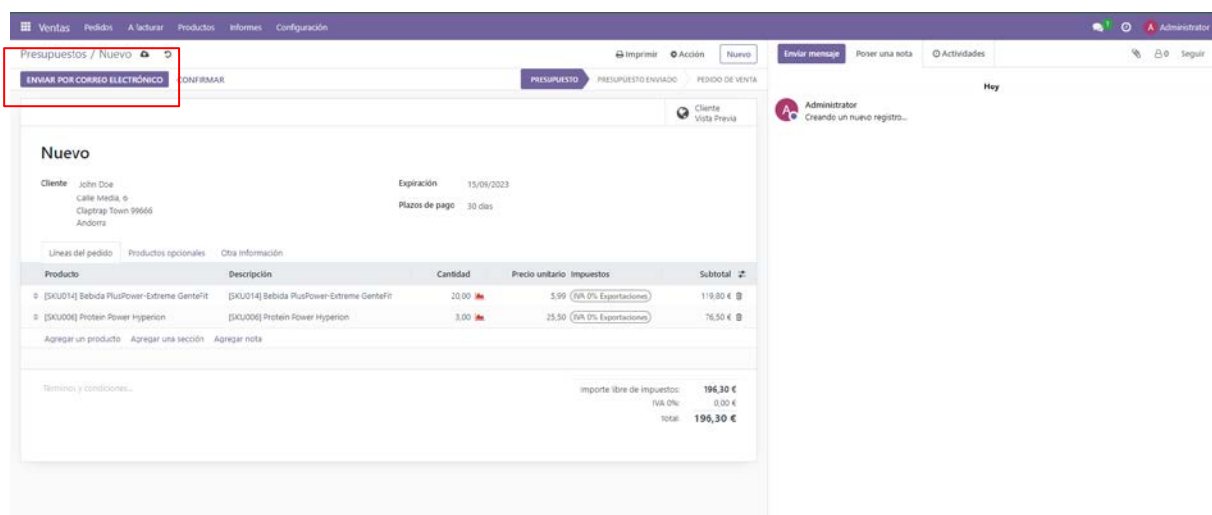 Ventas Pedidos A facturar Productos Informes Configuración 1 A Administrator
Presupuestos / Nuevo Imprimir Acción Nuevo Enviar mensaje Poner una nota Actividades 0 Seguir
ENVIAR POR CORREO ELECTRÓNICO CONFIRMAR PRESUPUESTO PRESUPUESTO ENVIADO PEDIDO DE VENTA
Hoy
Cliente
Vista Previa
Administrator
Creando un nuevo registro...
Nuevo
Cliente John Doe Expiración 15/09/2023
Calle Media,
Claptrap Town 99666 Plazos de pago 30 días
Andorra
Líneas del pedido Productos opcionales Otra información
Producto Descripción Cantidad Precio unitario Impuestos Subtotal
[SKU014] Bebida PlusPower-Extreme GenteFit [SKU014] Bebida PlusPower-Extreme GenteFit 20,00 5,99 IVA 0% Exportaciones 119,80 €
[SKU006] Protein Power Hyperion [SKU006] Protein Power Hyperion 3,00 25,50 IVA 0% Exportaciones 76,50 €
Agregar un producto Agregar una sección Agregar nota
Términos y condiciones... Importe libre de impuestos: 196,30 €
IVA 0%: 0,00 €
Total: 196,30 €